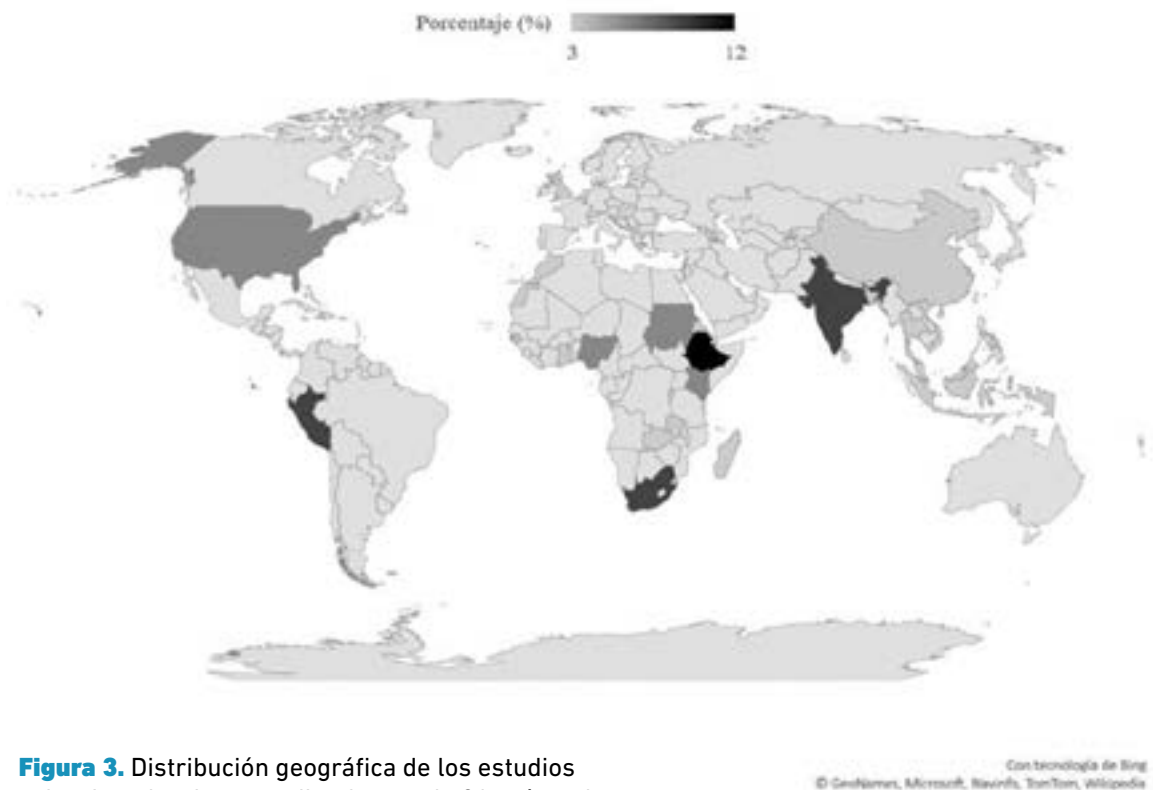 Porcentaje (%)
3 12
Figura 3. Distribución geográfica de los estudios
Con tecnología de Bing
© GeoNames, Microsoft, Navinfo, TomTom, Wikipedia